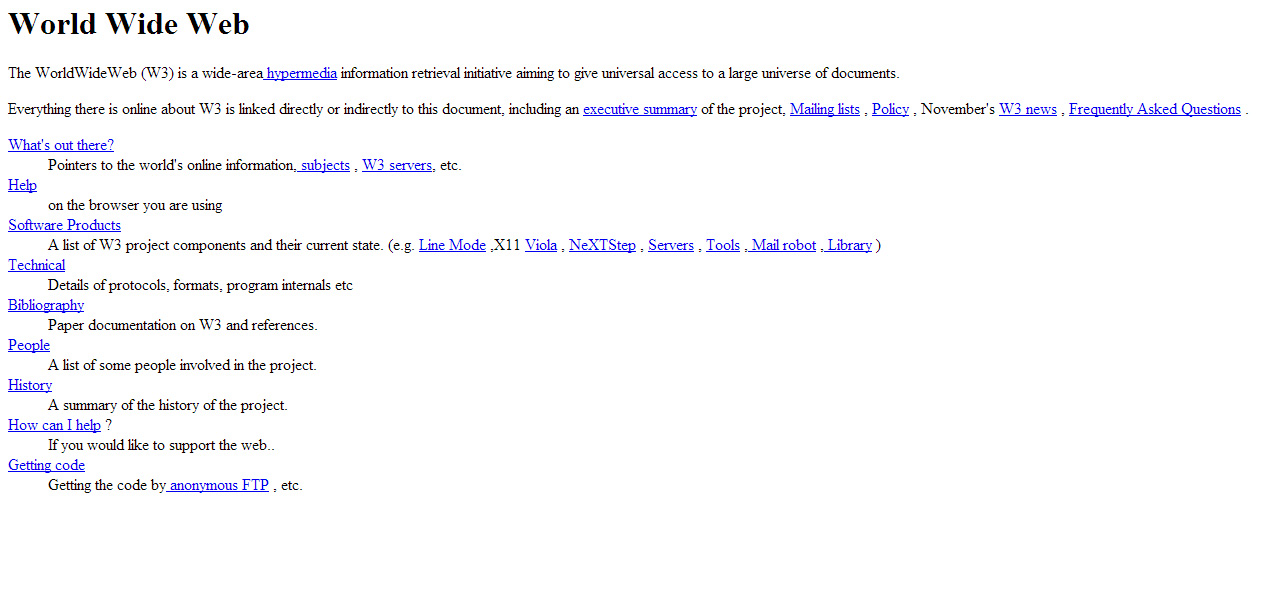 World Wide Web
The WorldWideWeb (W3) is a wide-area hypermedia information retrieval initiative aiming to give universal access to a large universe of documents.
Everything there is online about W3 is linked directly or indirectly to this document, including an executive summary of the project, Mailing lists , Policy , November's W3 news , Frequently Asked Questions .
What's out there?
Pointers to the world's online information, subjects , W3 servers, etc.
Help
on the browser you are using
Software Products
A list of W3 project components and their current state. (e.g. Line Mode ,X11 Viola , NeXTStep , Servers , Tools , Mail robot , Library )
Technical
Details of protocols, formats, program internals etc
Bibliography
Paper documentation on W3 and references.
People
A list of some people involved in the project.
History
A summary of the history of the project.
How can I help ?
If you would like to support the web..
Getting code
Getting the code by anonymous FTP , etc.